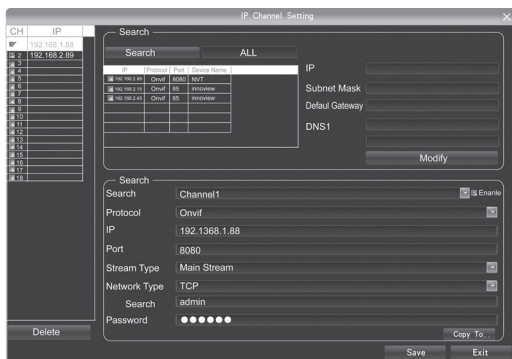 IP Channel Setting
CH IP
192.168.1.88
2 192.168.2.89
3
4
5
6
7
8
9
10
11
12
13
14
15
16
17
18
Delete
Search
Search ALL
IP Protocol Port Device Name
192.168.2.89 Onvif 8080 NVT
192.168.2.15 Onvif 85 innoview
192.168.2.43 Onvif 85 innoview
IP
Subnet Mask
Defaul Gateway
DNS1
Modify
Search
Search Channel1 Enanle
Protocol Onvif
IP 192.1368.1.88
Port 8080
Stream Type Main Stream
Network Type TCP
Search admin
Password ●●●●●●
Copy To..
Save Exit